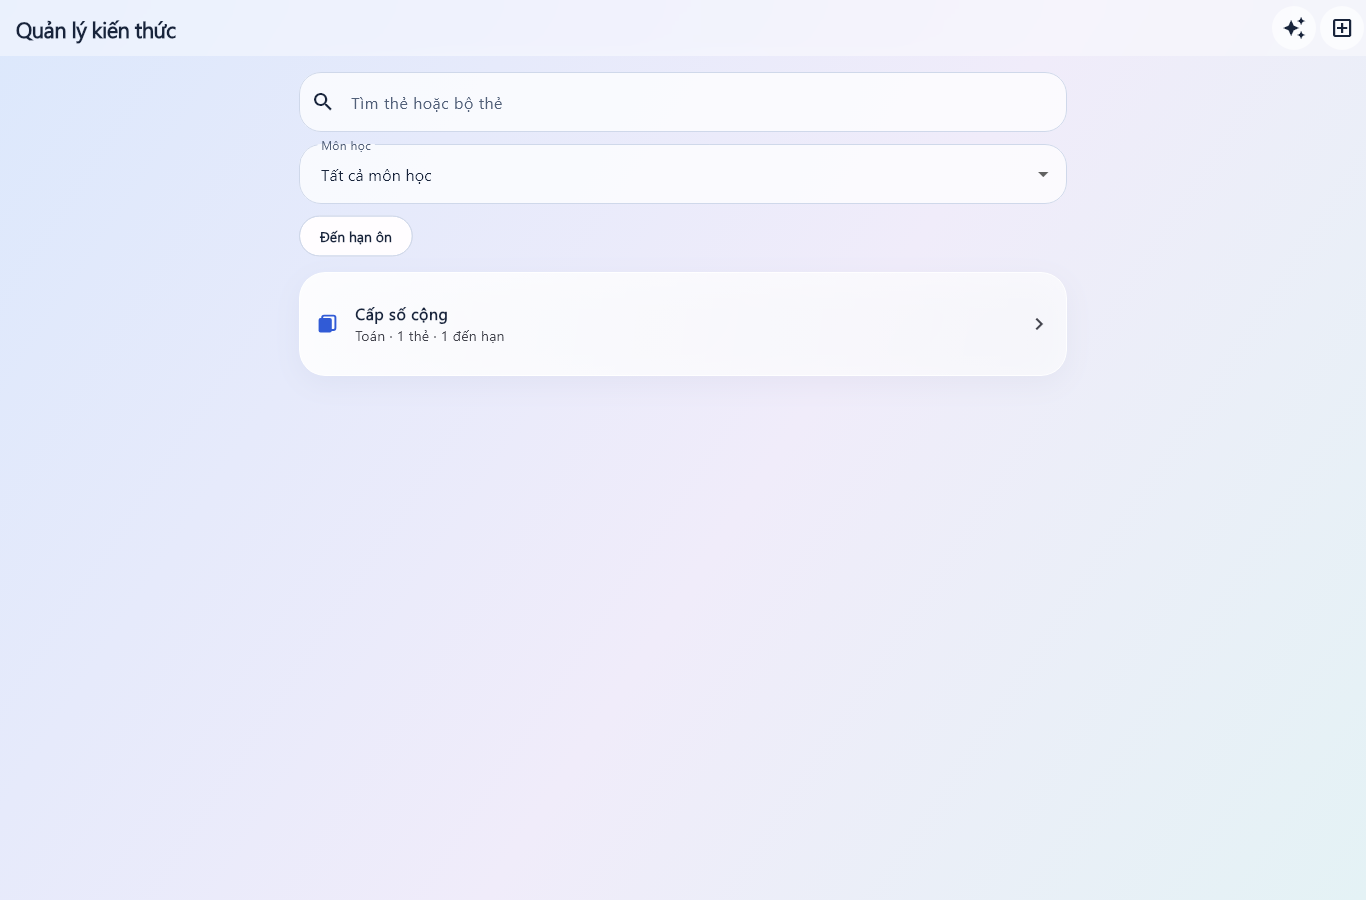 Quản lý kiến thức
Tìm thẻ hoặc bộ thẻ
Môn học
Tất cả môn học
Đến hạn ôn
Cấp số cộng
Toán · 1 thẻ · 1 đến hạn